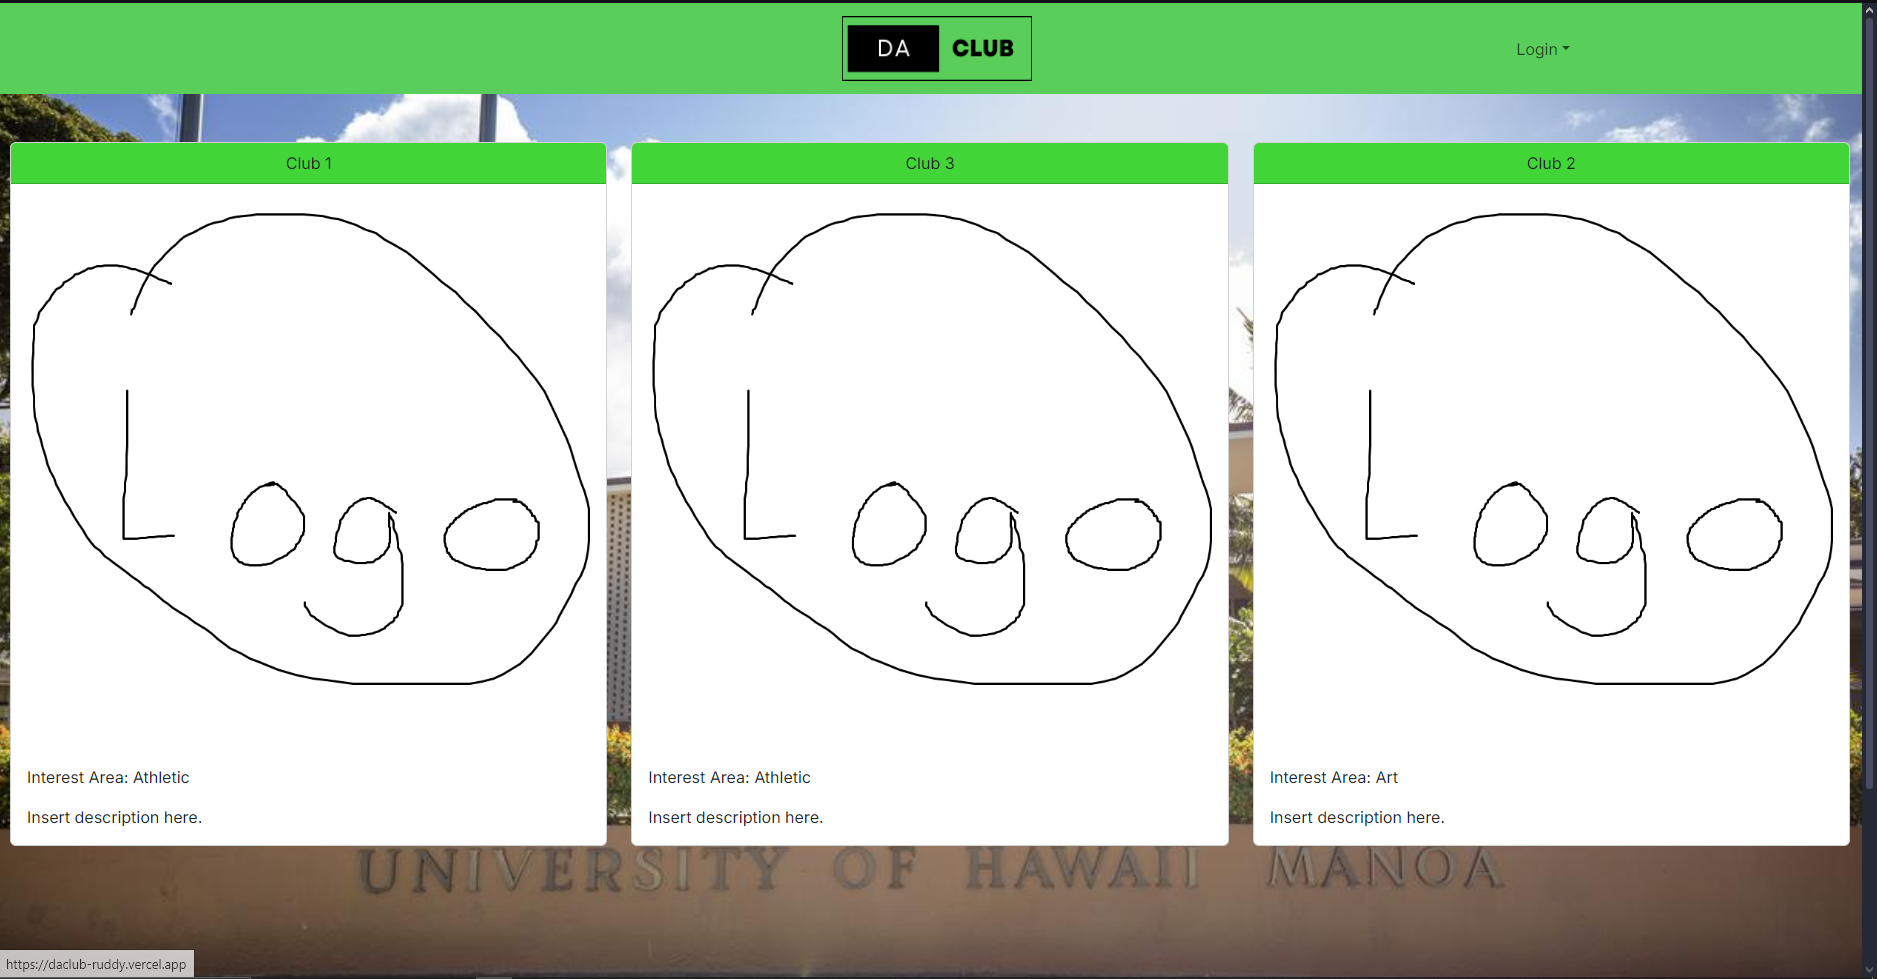 DA CLUB
Login
Club 1
Logo
Interest Area: Athletic
Insert description here.
Club 3
Logo
Interest Area: Athletic
Insert description here.
Club 2
Logo
Interest Area: Art
Insert description here.
UNIVERSITY OF HAWAII MANOA
https://daclub-ruddy.vercel.app